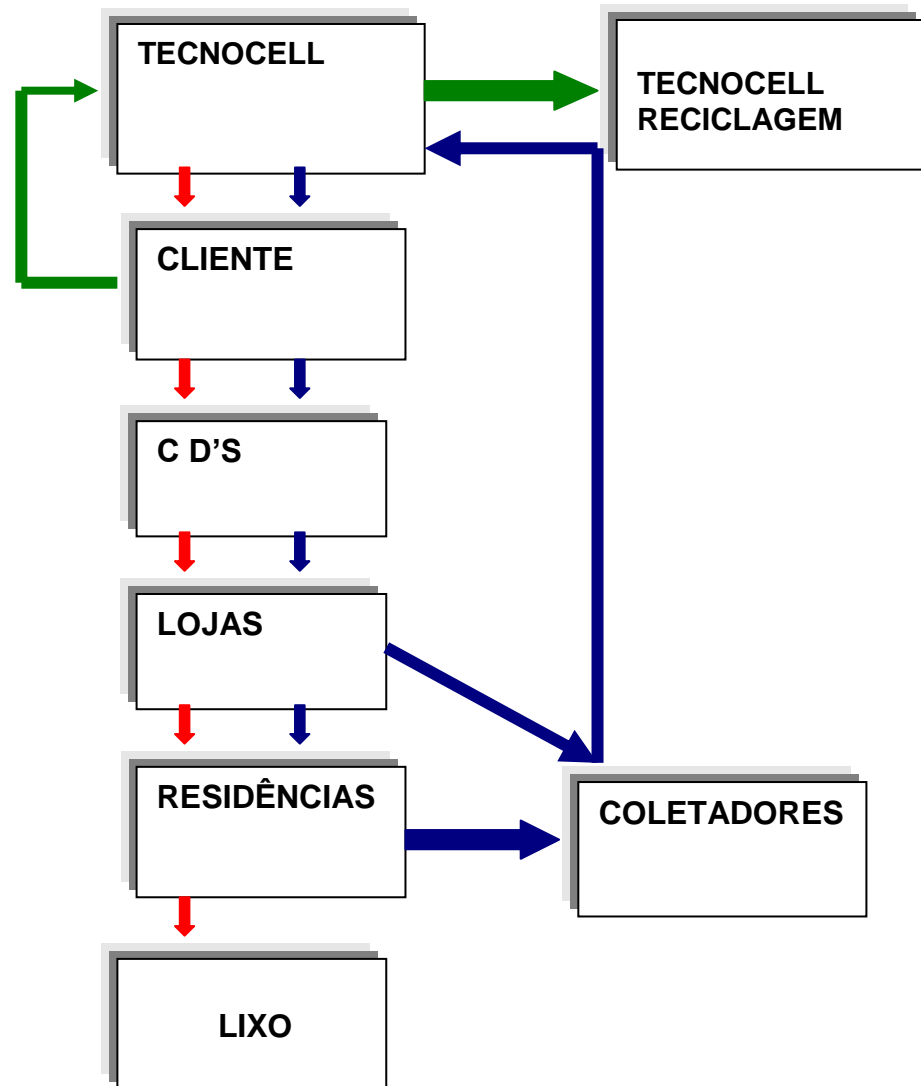 TECNOCELL
TECNOCELL
RECICLAGEM
CLIENTE
C D’S
LOJAS
RESIDÊNCIAS
COLETADORES
LIXO